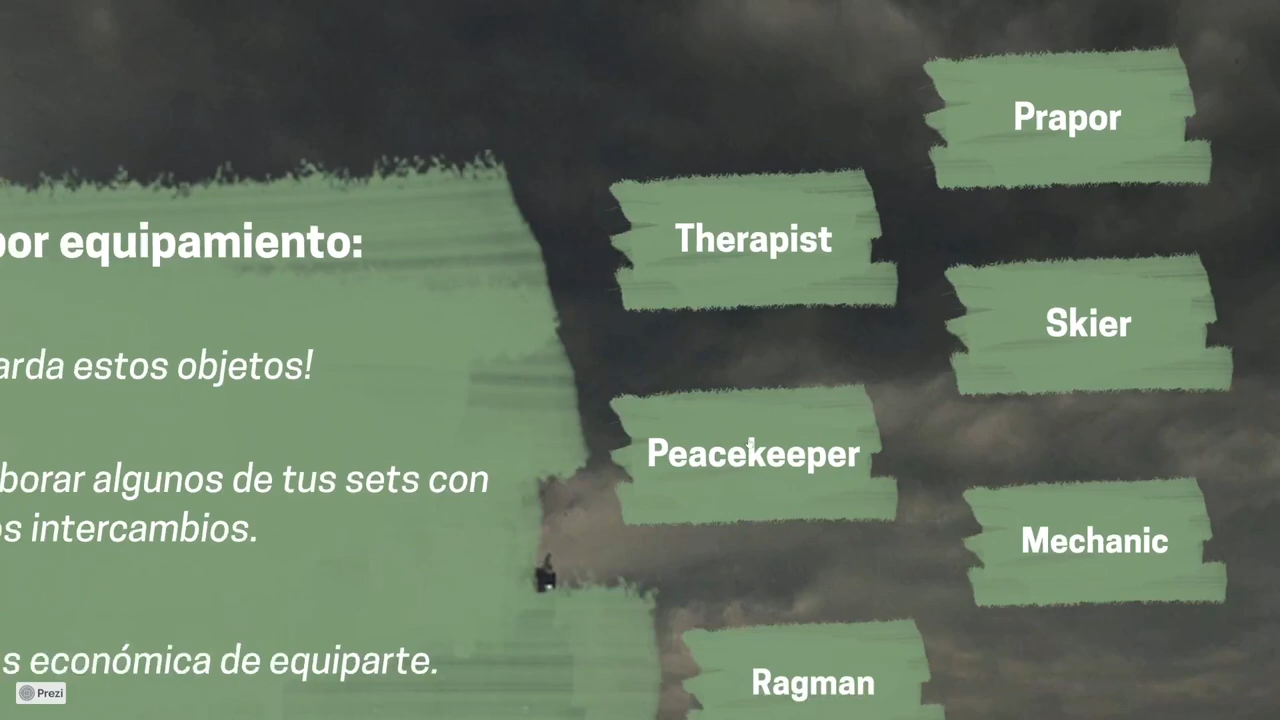 por equipamiento:
arda estos objetos!
borar algunos de tus sets con
os intercambios.
s económica de equiparte.
Prapor
Therapist
Skier
Peacekeeper
Mechanic
Ragman
Prezi